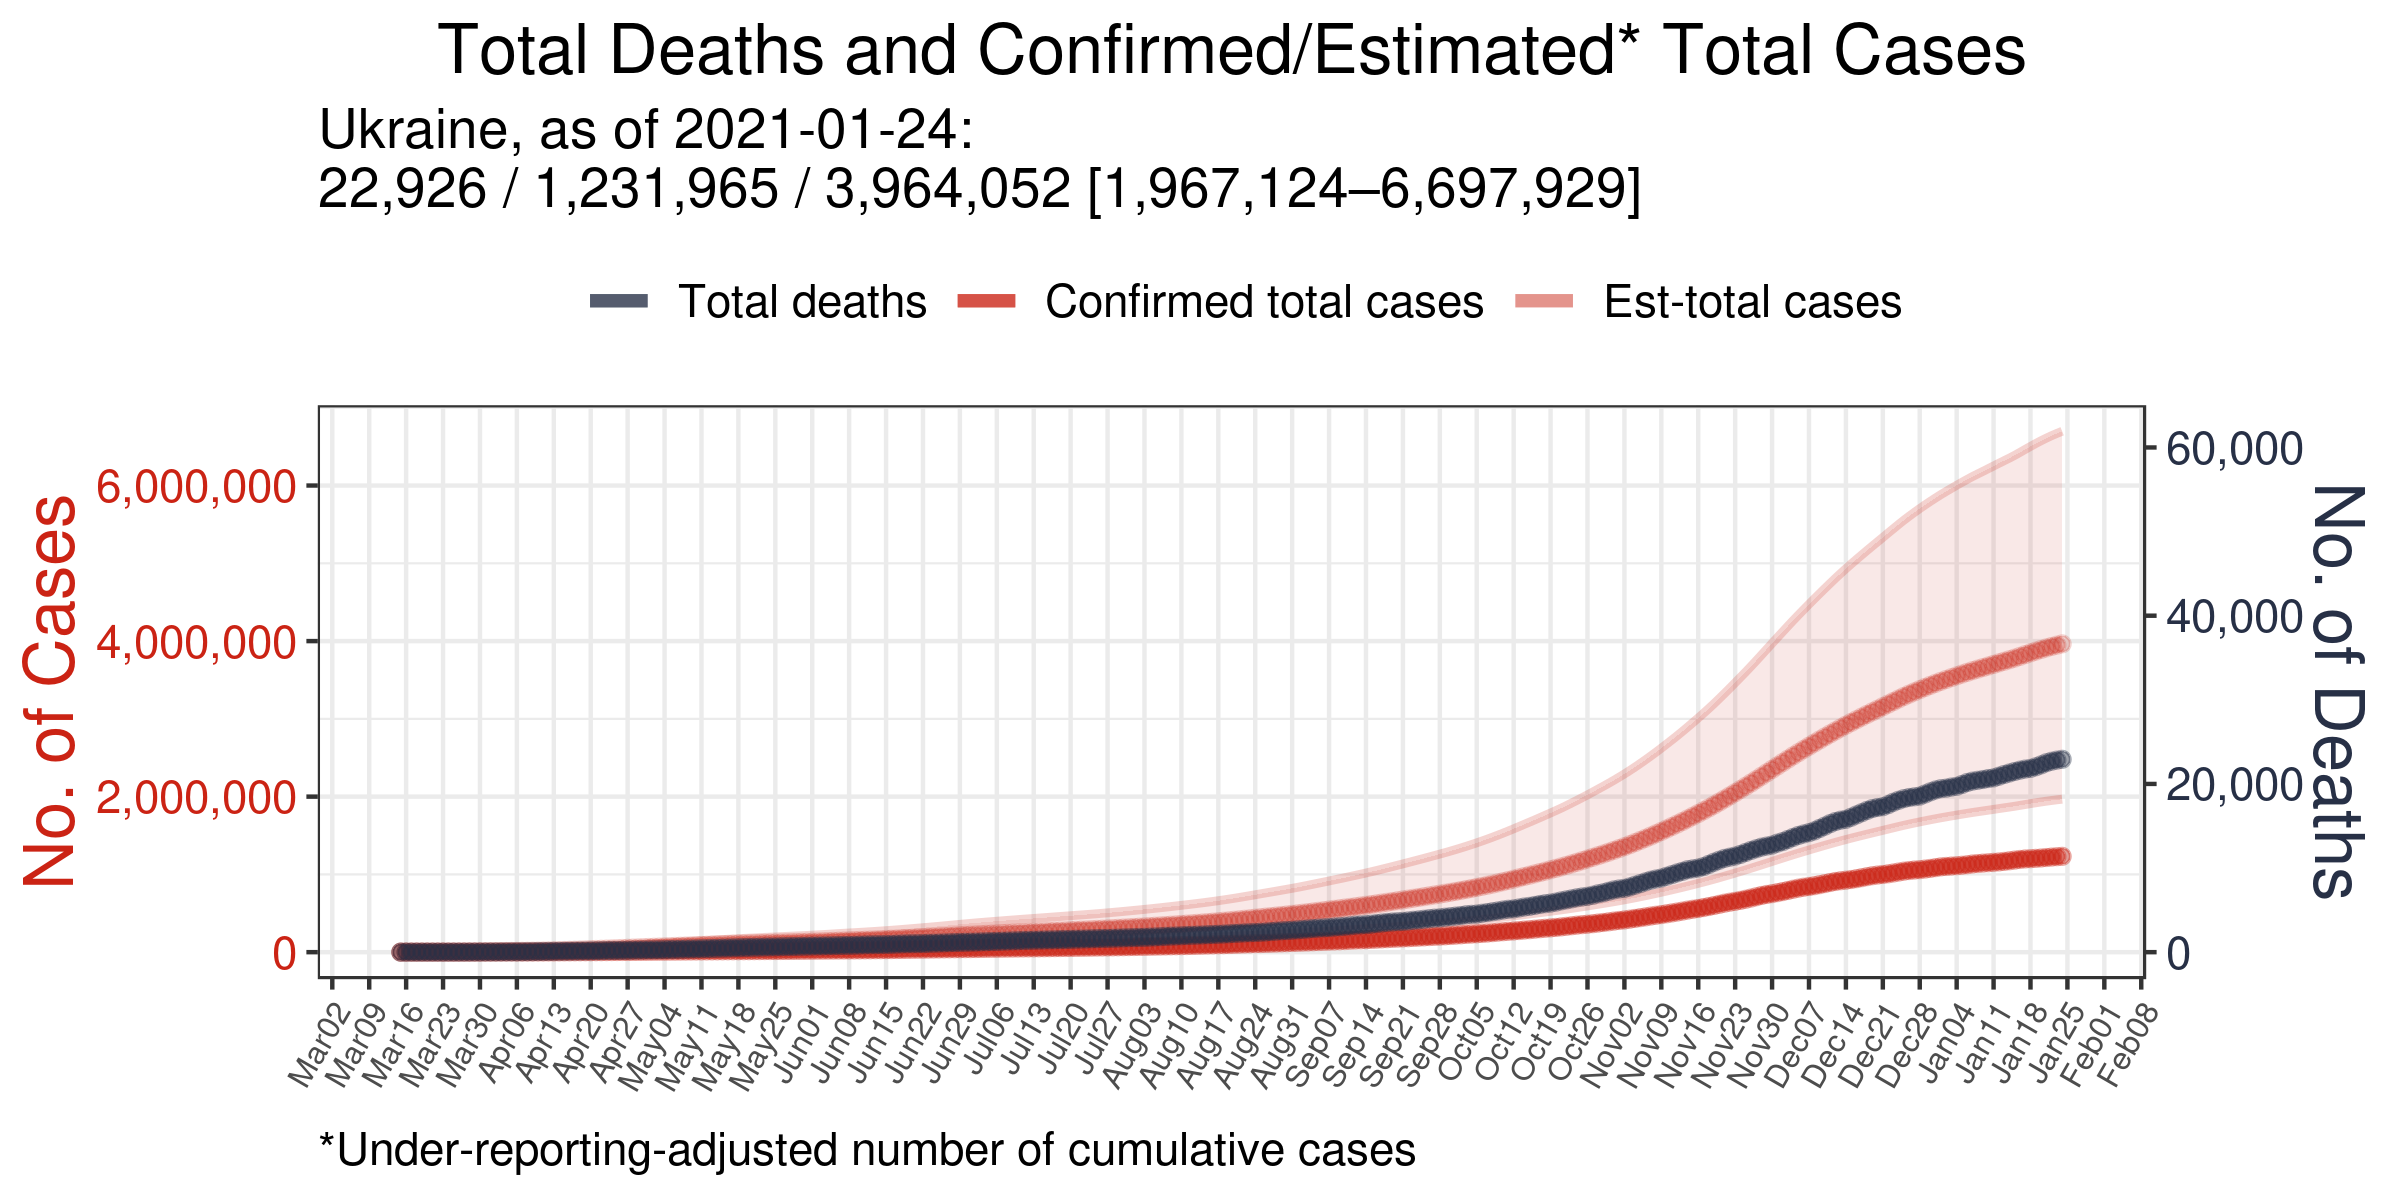 Total Deaths and Confirmed/Estimated* Total Cases
Ukraine, as of 2021-01-24:
22,926 / 1,231,965 / 3,964,052 [1,967,124–6,697,929]
Total deaths
Confirmed total cases
Est-total cases
No. of Cases
6,000,000
4,000,000
2,000,000
0
60,000
40,000
20,000
0
No. of Deaths
Mar02
Mar09
Mar16
Mar23
Mar30
Apr06
Apr13
Apr20
Apr27
May04
May11
May18
May25
Jun01
Jun08
Jun15
Jun22
Jun29
Jul06
Jul13
Jul20
Jul27
Aug03
Aug10
Aug17
Aug24
Aug31
Sep07
Sep14
Sep21
Sep28
Oct05
Oct12
Oct19
Oct26
Nov02
Nov09
Nov16
Nov23
Nov30
Dec07
Dec14
Dec21
Dec28
Jan04
Jan11
Jan18
Jan25
Feb01
Feb08
*Under-reporting-adjusted number of cumulative cases